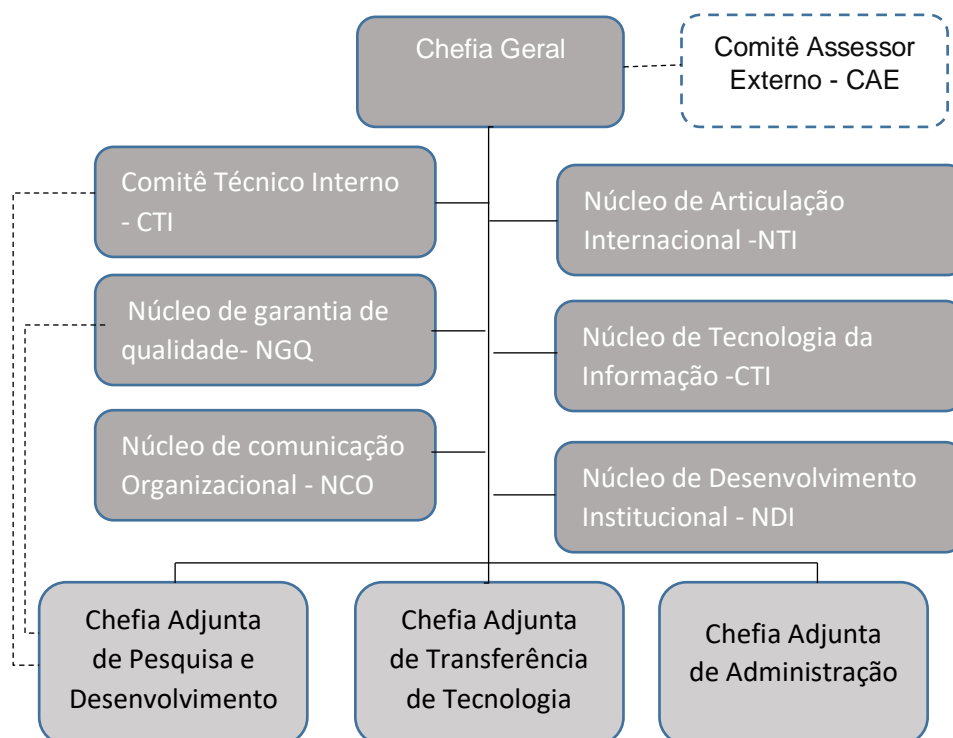 Chefia Geral
Comitê Assessor
Externo - CAE
Comitê Técnico Interno
- CTI
Núcleo de Articulação
Internacional -NTI
Núcleo de garantia de
qualidade- NGQ
Núcleo de Tecnologia da
Informação -CTI
Núcleo de comunicação
Organizacional - NCO
Núcleo de Desenvolvimento
Institucional - NDI
Chefia Adjunta
de Pesquisa e
Desenvolvimento
Chefia Adjunta
de Transferência
de Tecnologia
Chefia Adjunta
de Administração